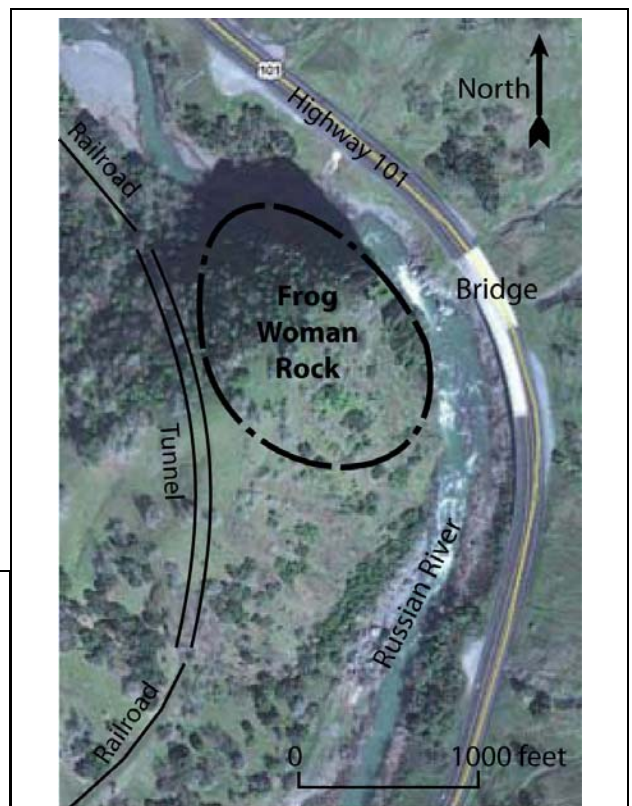 101
Highway 101
North
Railroad
Bridge
Frog
Woman
Rock
Tunnel
Russian River
Railroad
0 1000 feet